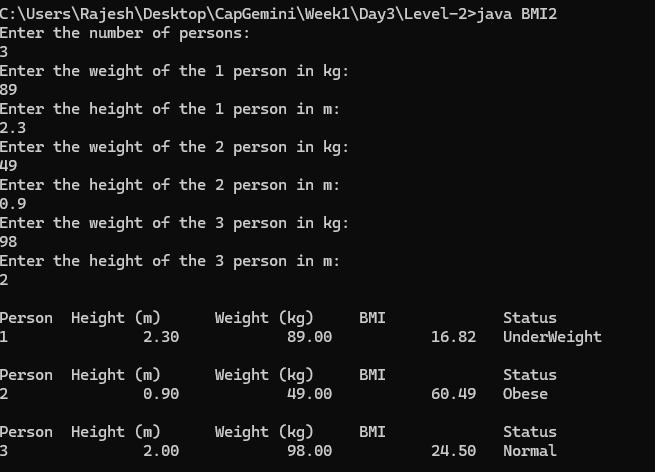 C:\Users\Rajesh\Desktop\CapGemini\Week1\Day3\Level-2>java BMI2
Enter the number of persons:
3
Enter the weight of the 1 person in kg:
89
Enter the height of the 1 person in m:
2.3
Enter the weight of the 2 person in kg:
49
Enter the height of the 2 person in m:
0.9
Enter the weight of the 3 person in kg:
98
Enter the height of the 3 person in m:
2
Person  Height (m)      Weight (kg)     BMI             Status
1               2.30            89.00           16.82   UnderWeight
Person  Height (m)      Weight (kg)     BMI             Status
2               0.90            49.00           60.49   Obese
Person  Height (m)      Weight (kg)     BMI             Status
3               2.00            98.00           24.50   Normal